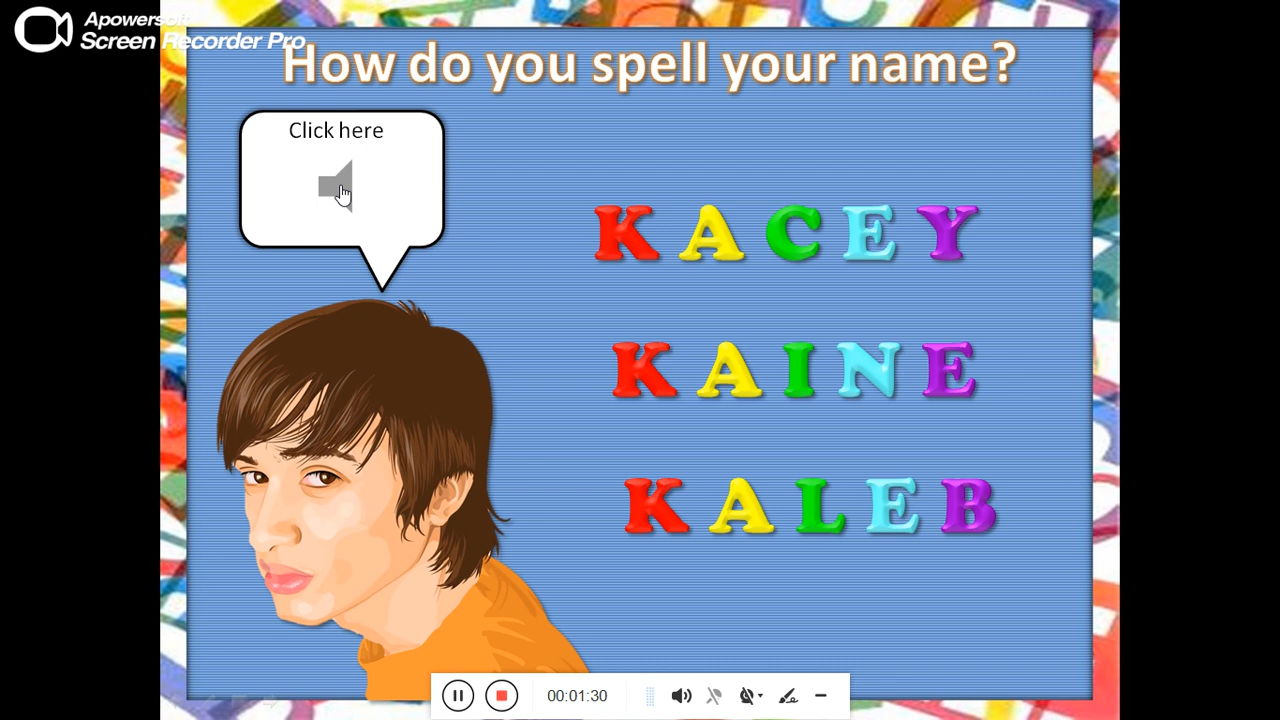 Apowersoft
Screen Recorder Pro
How do you spell your name?
Click here
KACEY
KAINE
KALEB
00:01:30